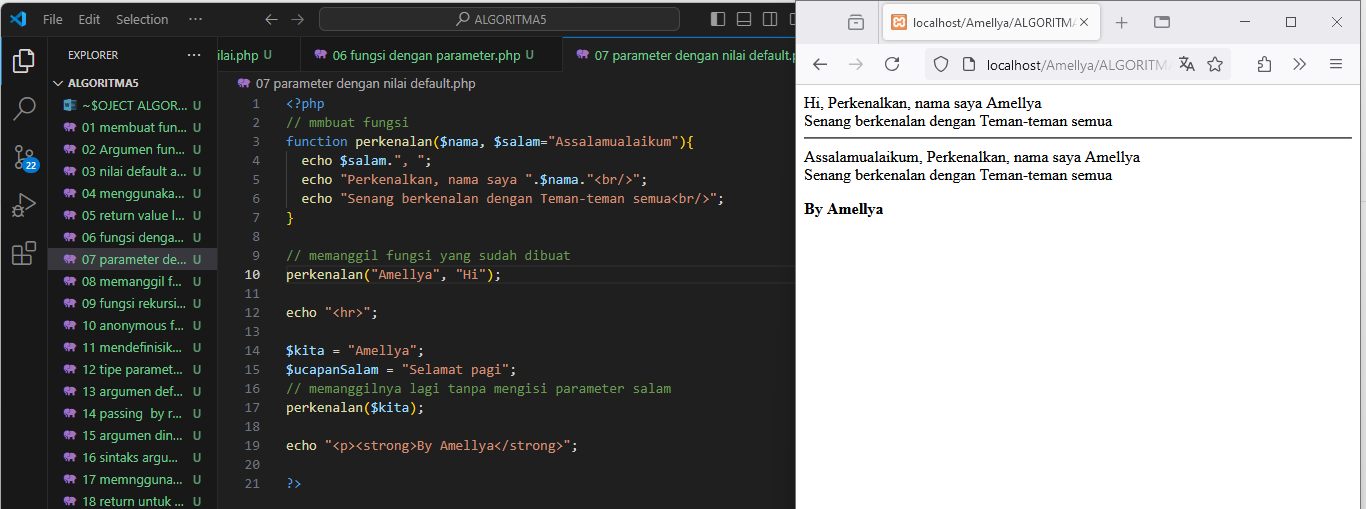 File Edit Selection ··· ALGORITMA5
EXPLORER ···
ALGORITMA5
~$OJECT ALGOR... U
01 membuat fun... U
02 Argumen fun... U
03 nilai default a... U
04 menggunaka... U
05 return value l... U
06 fungsi denga... U
07 parameter de... U
08 memanggil f... U
09 fungsi rekursi... U
10 anonymous f... U
11 mendefinisik... U
12 tipe paramet... U
13 argumen def... U
14 passing by r... U
15 argumen din... U
16 sintaks argu... U
17 memngguna... U
18 return untuk ... U
22
ilai.php U 06 fungsi dengan parameter.php U 07 parameter dengan nilai default.p
07 parameter dengan nilai default.php
1 <?php
2 // mmbuat fungsi
3 function perkenalan($nama, $salam="Assalamualaikum"){
4 echo $salam.", ";
5 echo "Perkenalkan, nama saya ".$nama."<br/>";
6 echo "Senang berkenalan dengan Teman-teman semua<br/>";
7 }
8
9 // memanggil fungsi yang sudah dibuat
10 perkenalan("Amellya", "Hi");
11
12 echo "<hr>";
13
14 $kita = "Amellya";
15 $ucapanSalam = "Selamat pagi";
16 // memanggilnya lagi tanpa mengisi parameter salam
17 perkenalan($kita);
18
19 echo "<p><strong>By Amellya</strong>";
20
21 ?>
localhost/Amellya/ALGORITMA
localhost/Amellya/ALGORITM
Hi, Perkenalkan, nama saya Amellya
Senang berkenalan dengan Teman-teman semua
Assalamualaikum, Perkenalkan, nama saya Amellya
Senang berkenalan dengan Teman-teman semua
By Amellya